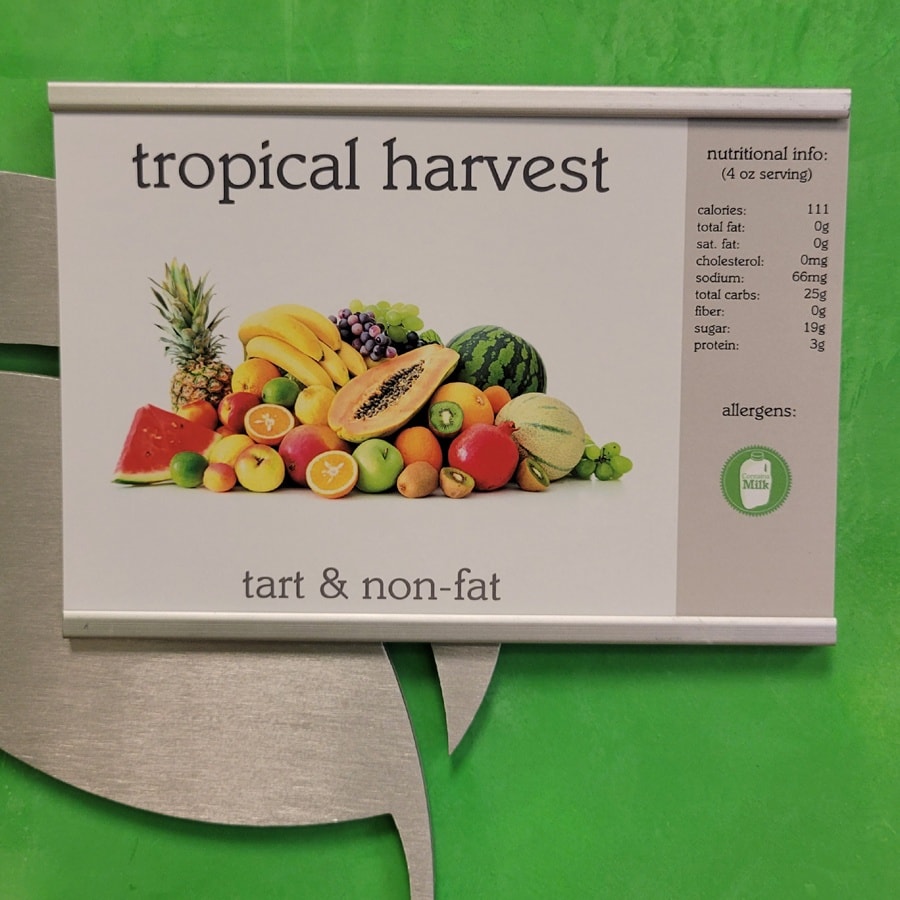 tropical harvest
tart & non-fat
nutritional info:
(4 oz serving)
calories: 111
total fat: 0g
sat. fat: 0g
cholesterol: 0mg
sodium: 66mg
total carbs: 25g
fiber: 0g
sugar: 19g
protein: 3g
allergens:
Contains
Milk